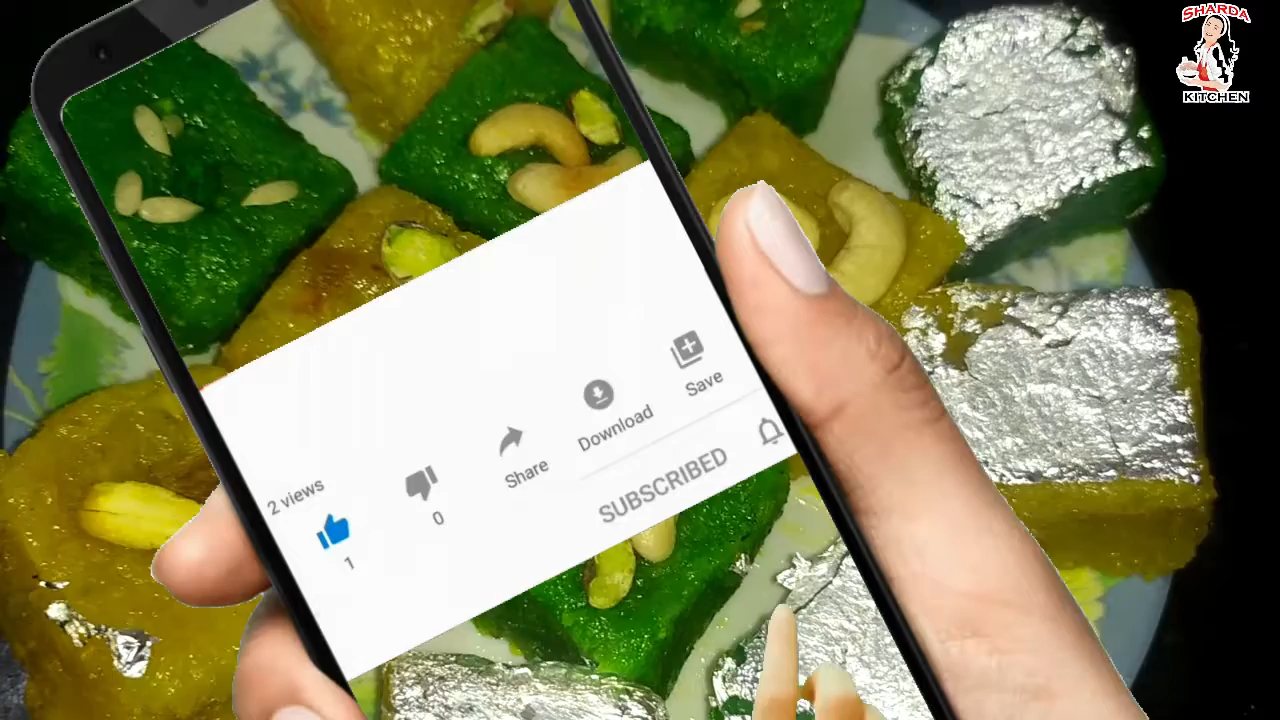 SHARDA
KITCHEN
2 views
1
0
Share
Download
Save
SUBSCRIBED